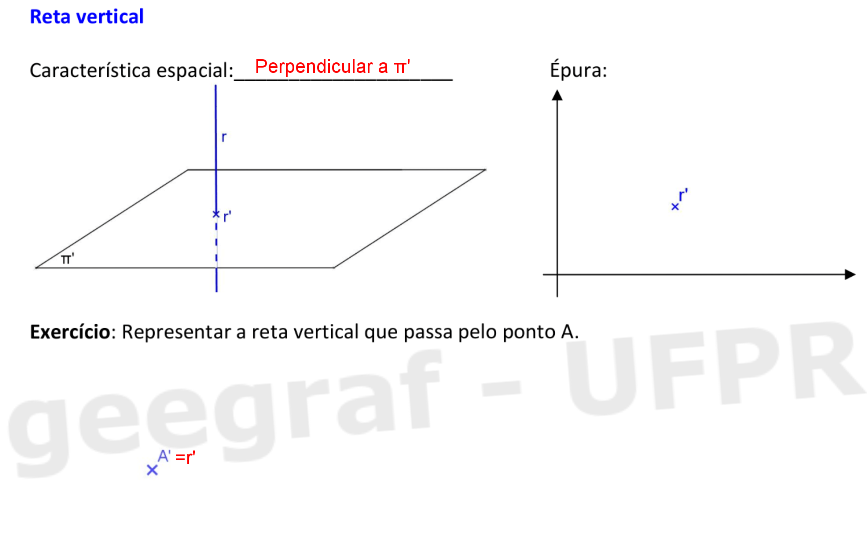 Reta vertical
Característica espacial: Perpendicular a π'
Épura:
r
r'
π'
r'
Exercício: Representar a reta vertical que passa pelo ponto A.
geegraf - UFPR
A' =r'